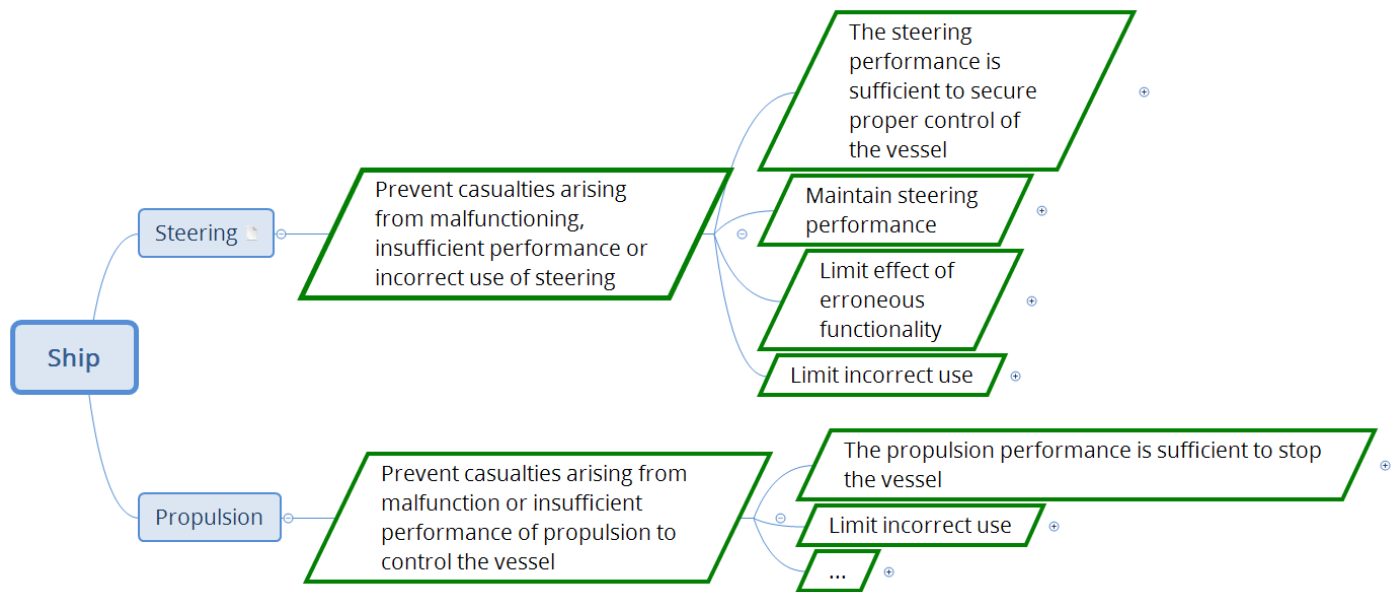 Ship
Steering
Prevent casualties arising
from malfunctioning,
insufficient performance or
incorrect use of steering
The steering
performance is
sufficient to secure
proper control of
the vessel
Maintain steering
performance
Limit effect of
erroneous
functionality
Limit incorrect use
Propulsion
Prevent casualties arising from
malfunction or insufficient
performance of propulsion to
control the vessel
The propulsion performance is sufficient to stop
the vessel
Limit incorrect use
...